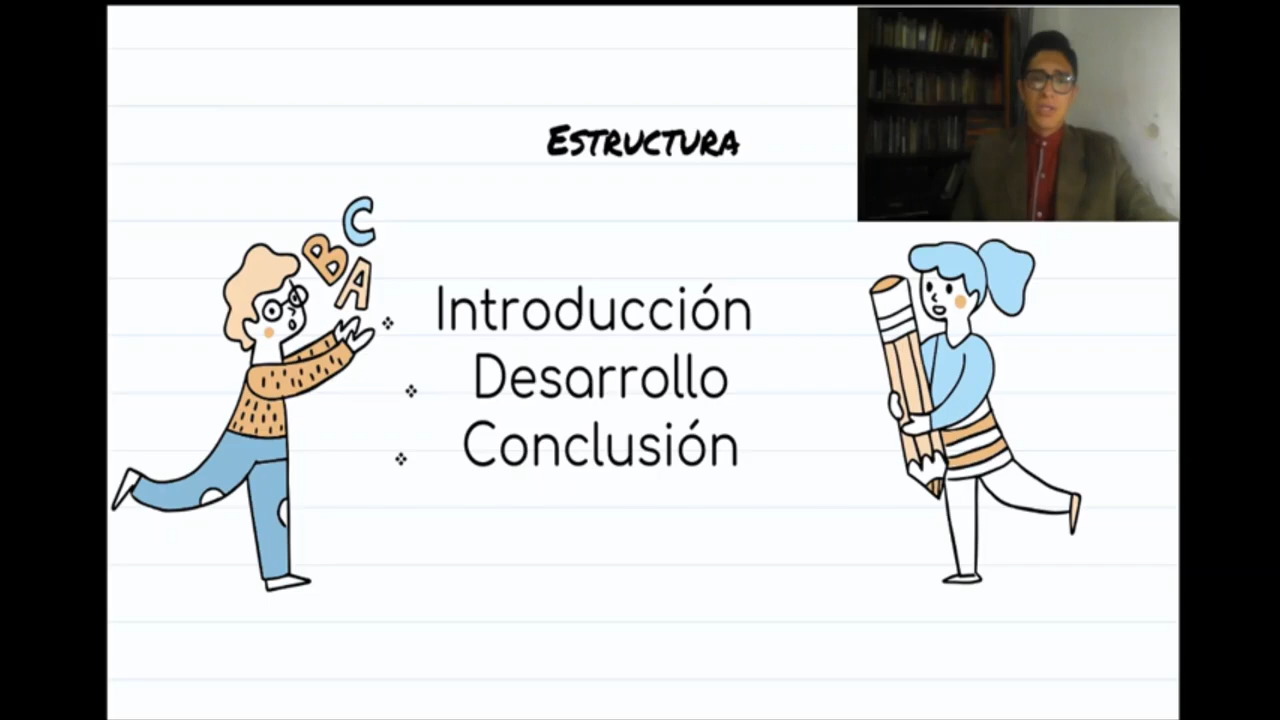 Estructura
C
B
A
Introducción
Desarrollo
Conclusión